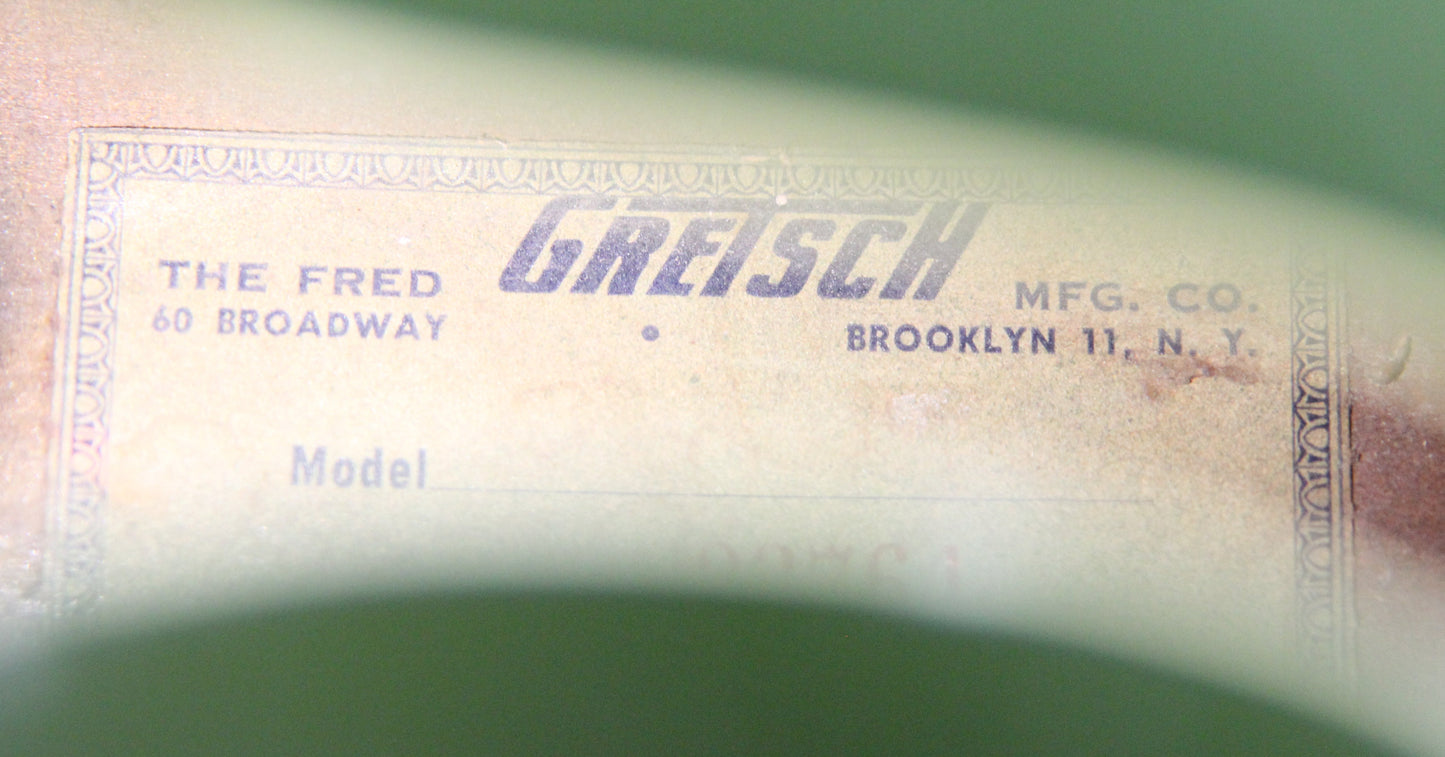 THE FRED GRETSCH MFG. CO.
60 BROADWAY • BROOKLYN 11, N. Y.
Model